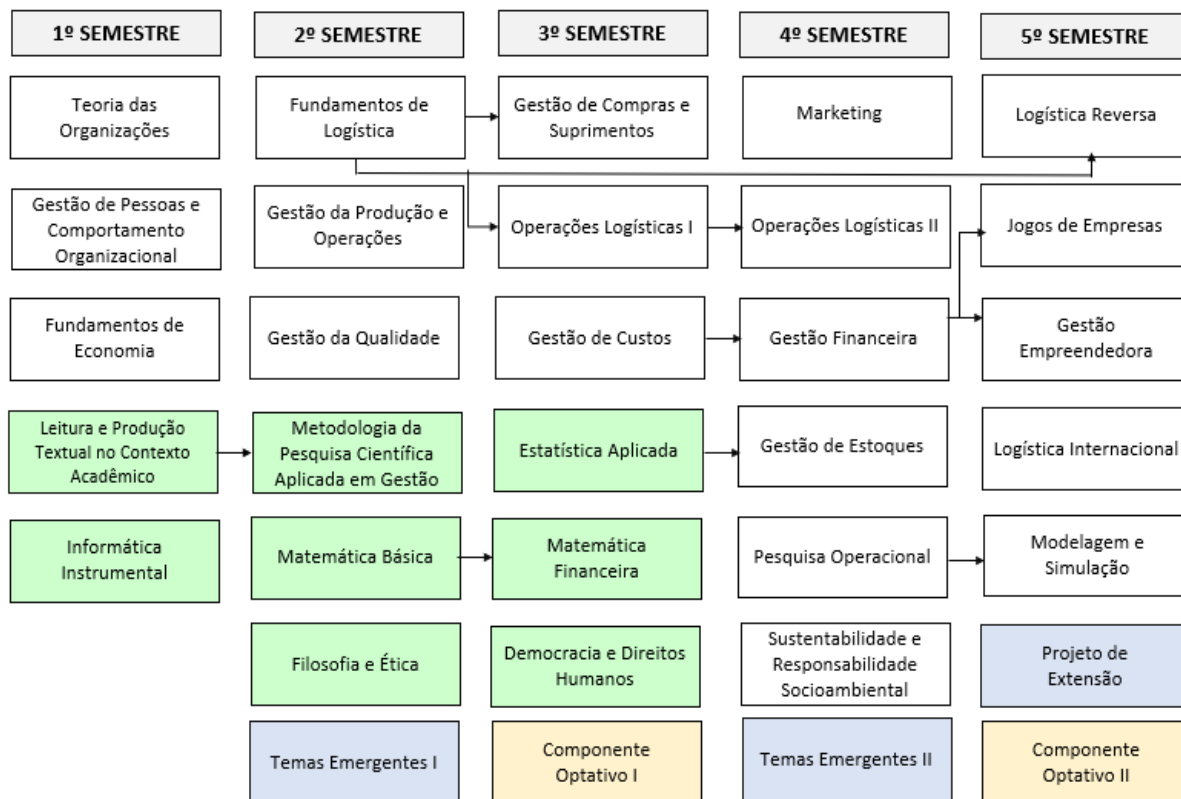 1º SEMESTRE
2º SEMESTRE
3º SEMESTRE
4º SEMESTRE
5º SEMESTRE
Teoria das
Organizações
Fundamentos de
Logística
Gestão de Compras e
Suprimentos
Marketing
Logística Reversa
Gestão de Pessoas e
Comportamento
Organizacional
Gestão da Produção e
Operações
Operações Logísticas I
Operações Logísticas II
Jogos de Empresas
Fundamentos de
Economia
Gestão da Qualidade
Gestão de Custos
Gestão Financeira
Gestão
Empreendedora
Leitura e Produção
Textual no Contexto
Acadêmico
Metodologia da
Pesquisa Científica
Aplicada em Gestão
Estatística Aplicada
Gestão de Estoques
Logística Internacional
Informática
Instrumental
Matemática Básica
Matemática
Financeira
Pesquisa Operacional
Modelagem e
Simulação
Filosofia e Ética
Democracia e Direitos
Humanos
Sustentabilidade e
Responsabilidade
Socioambiental
Projeto de
Extensão
Temas Emergentes I
Componente
Optativo I
Temas Emergentes II
Componente
Optativo II